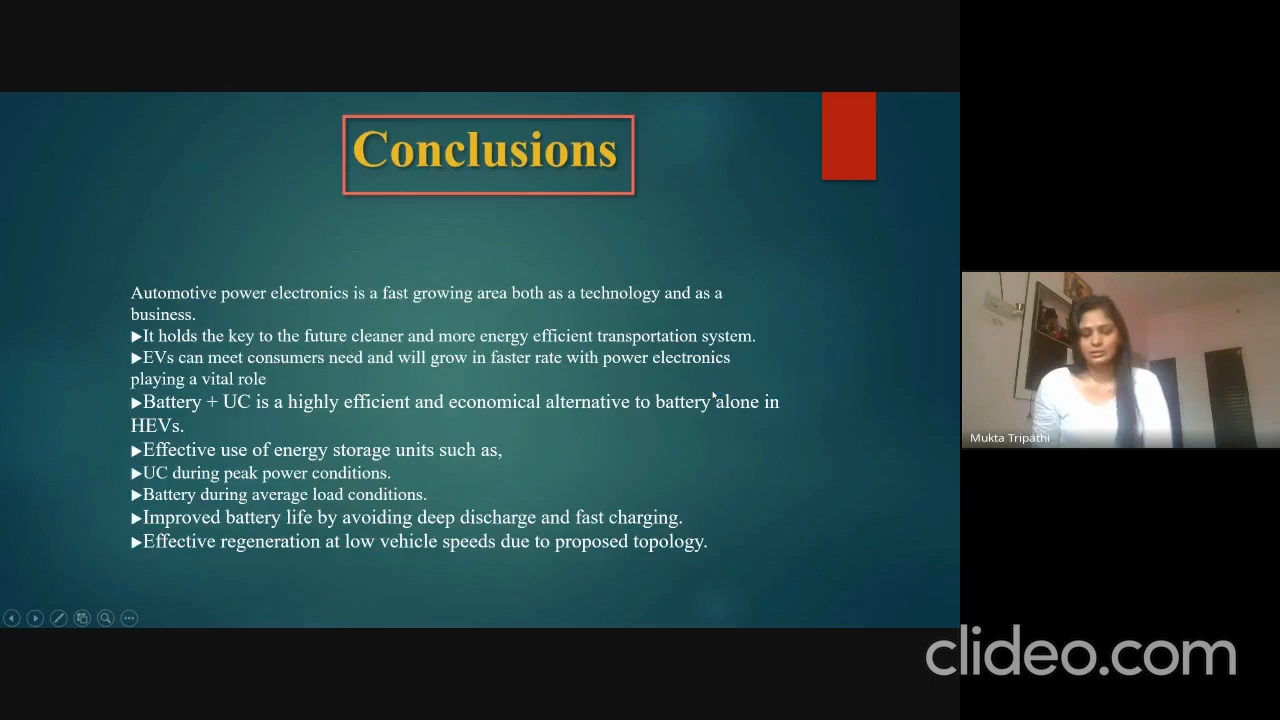 Conclusions
Automotive power electronics is a fast growing area both as a technology and as a
business.
▶It holds the key to the future cleaner and more energy efficient transportation system.
▶EVs can meet consumers need and will grow in faster rate with power electronics
playing a vital role
▶Battery + UC is a highly efficient and economical alternative to battery alone in
HEVs.
▶Effective use of energy storage units such as,
▶UC during peak power conditions.
▶Battery during average load conditions.
▶Improved battery life by avoiding deep discharge and fast charging.
▶Effective regeneration at low vehicle speeds due to proposed topology.
Mukta Tripathi
clideo.com